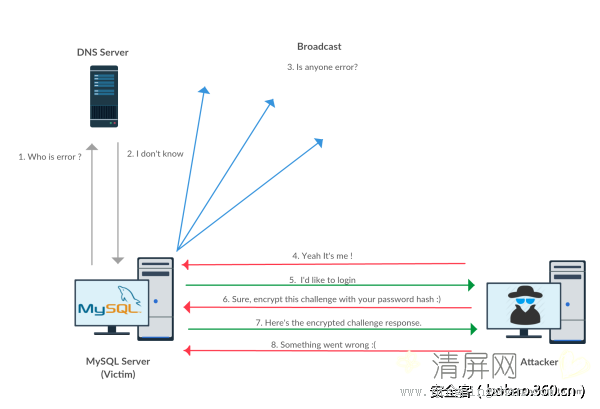 DNS Server
Broadcast
3. Is anyone error?
1. Who is error ?
2. I don't know
4. Yeah It's me !
5. I'd like to login
6. Sure, encrypt this challenge with your password hash :)
7. Here's the encrypted challenge response.
8. Something went wrong :(
MySQL
MySQL Server
(Victim)
Attacker
清屏网
安全客 ( bobao.360.cn )